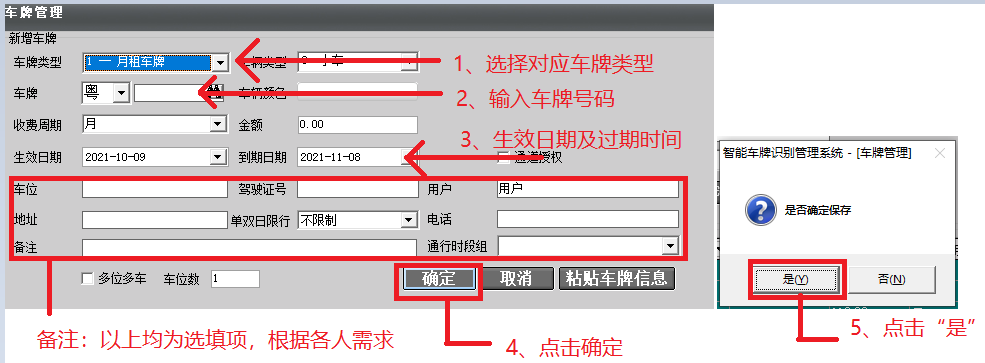 车牌管理
新增车牌
车牌类型 1 一 月租车牌 车辆类型
1、选择对应车牌类型
车牌 粤 车辆颜色
2、输入车牌号码
收费周期 月 金额 0.00
3、生效日期及过期时间
生效日期 2021-10-09 到期日期 2021-11-08 通道授权
车位 驾驶证号 用户 用户
地址 单双日限行 不限制 电话
备注 通行时段组
多位多车 车位数 1 确定 取消 粘贴车牌信息
备注：以上均为选填项，根据各人需求
4、点击确定
智能车牌识别管理系统 - [车牌管理]
是否确定保存
是(Y) 否(N)
5、点击“是”